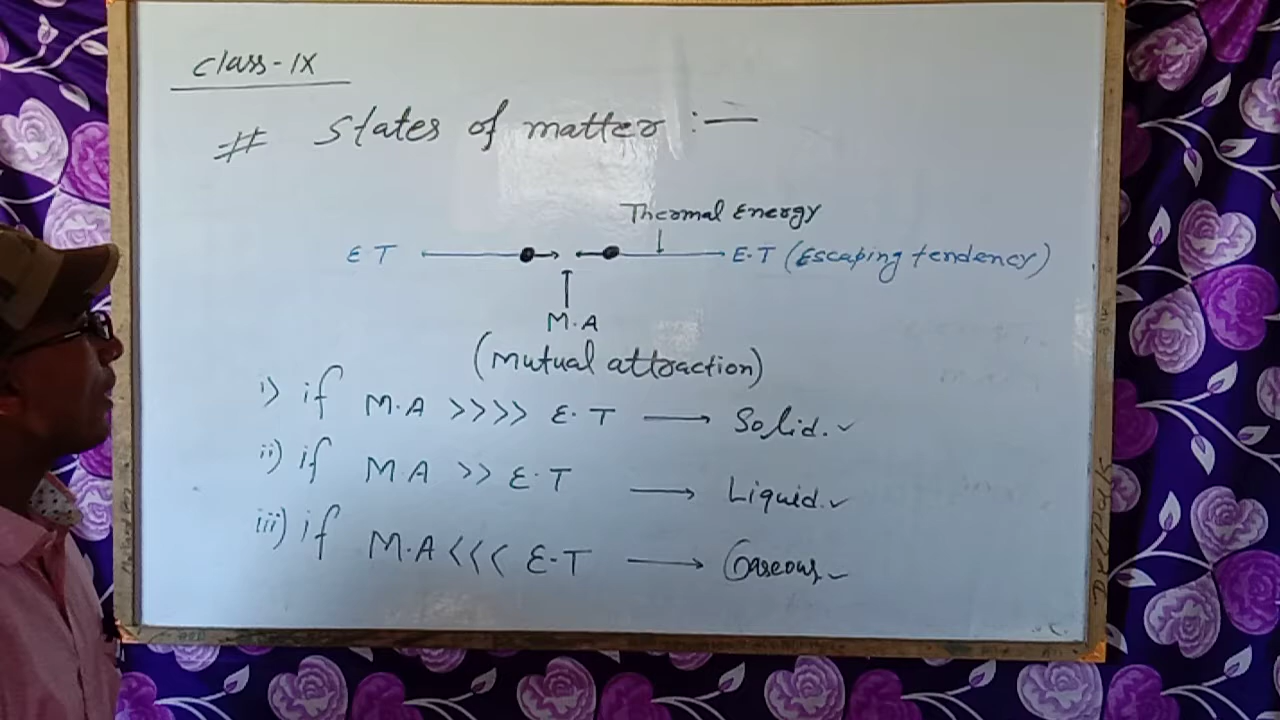 class-IX
# States of matter :—
Thermal Energy
E T E.T (Escaping tendency)
M.A
(Mutual attraction)
i) if M.A >>>> E.T → Solid. ✓
ii) if M A >> E.T → Liquid. ✓
iii) if M.A <<< E.T → Gaseous ✓